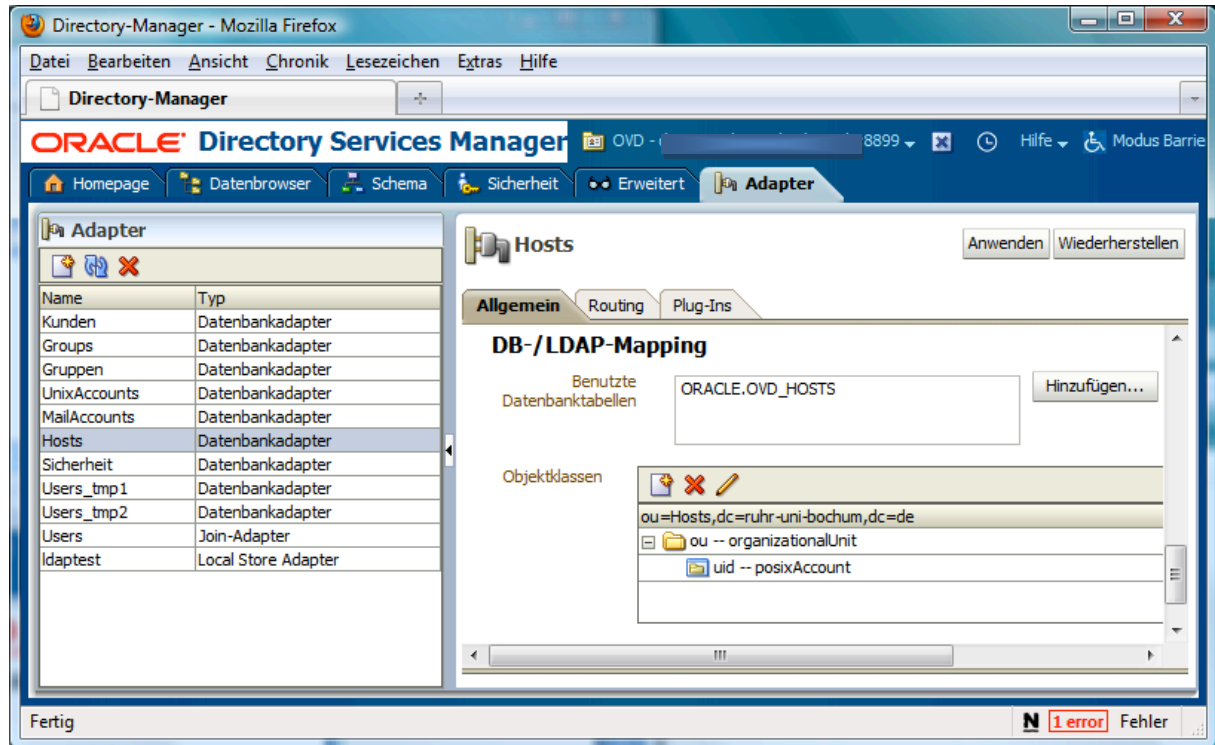 Directory-Manager - Mozilla Firefox
Datei Bearbeiten Ansicht Chronik Lesezeichen Extras Hilfe
Directory-Manager
ORACLE Directory Services Manager OVD - 8899 Hilfe Modus Barrie
Homepage Datenbrowser Schema Sicherheit Erweitert Adapter
Adapter
Name Typ
Kunden Datenbankadapter
Groups Datenbankadapter
Gruppen Datenbankadapter
UnixAccounts Datenbankadapter
MailAccounts Datenbankadapter
Hosts Datenbankadapter
Sicherheit Datenbankadapter
Users_tmp1 Datenbankadapter
Users_tmp2 Datenbankadapter
Users Join-Adapter
ldaptest Local Store Adapter
Hosts Anwenden Wiederherstellen
Allgemein Routing Plug-Ins
DB-/LDAP-Mapping
Benutzte
Datenbanktabellen
ORACLE.OVD_HOSTS
Hinzufügen...
Objektklassen
ou=Hosts,dc=ruhr-uni-bochum,dc=de
ou -- organizationalUnit
uid -- posixAccount
Fertig N 1 error Fehler